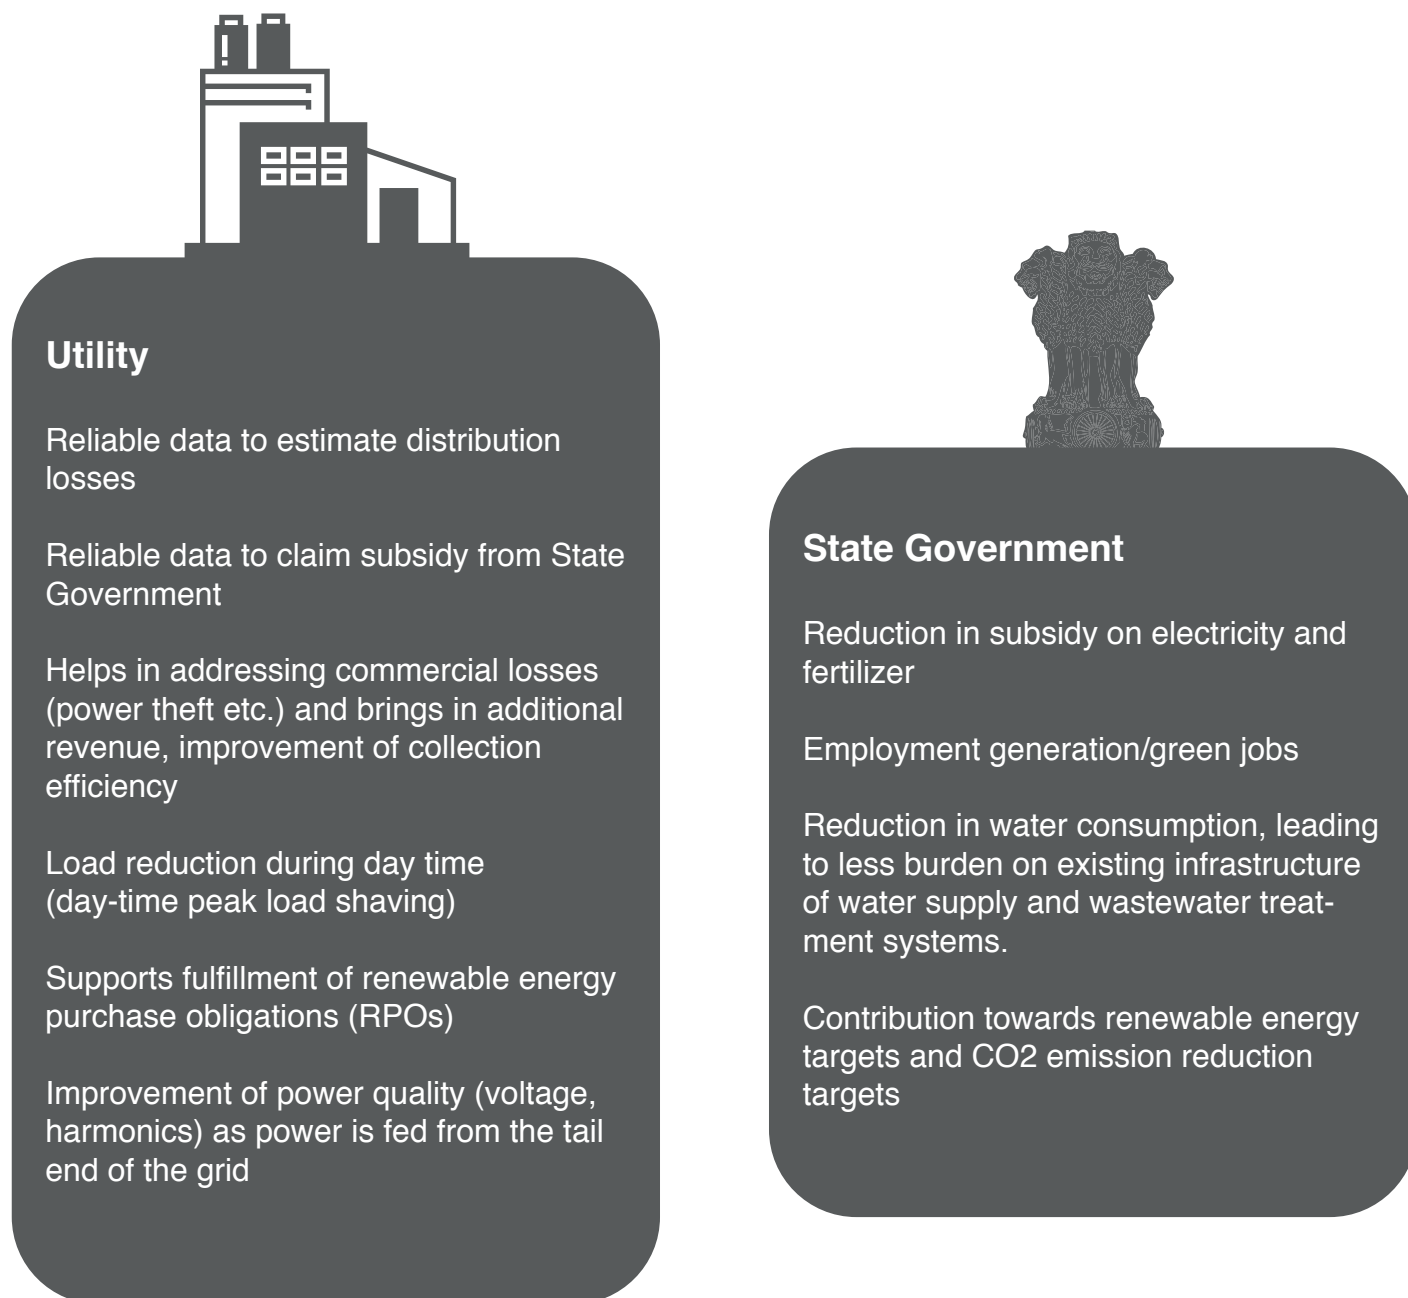 Utility
Reliable data to estimate distribution
losses
Reliable data to claim subsidy from State
Government
Helps in addressing commercial losses
(power theft etc.) and brings in additional
revenue, improvement of collection
efficiency
Load reduction during day time
(day-time peak load shaving)
Supports fulfillment of renewable energy
purchase obligations (RPOs)
Improvement of power quality (voltage,
harmonics) as power is fed from the tail
end of the grid
State Government
Reduction in subsidy on electricity and
fertilizer
Employment generation/green jobs
Reduction in water consumption, leading
to less burden on existing infrastructure
of water supply and wastewater treat-
ment systems.
Contribution towards renewable energy
targets and CO2 emission reduction
targets